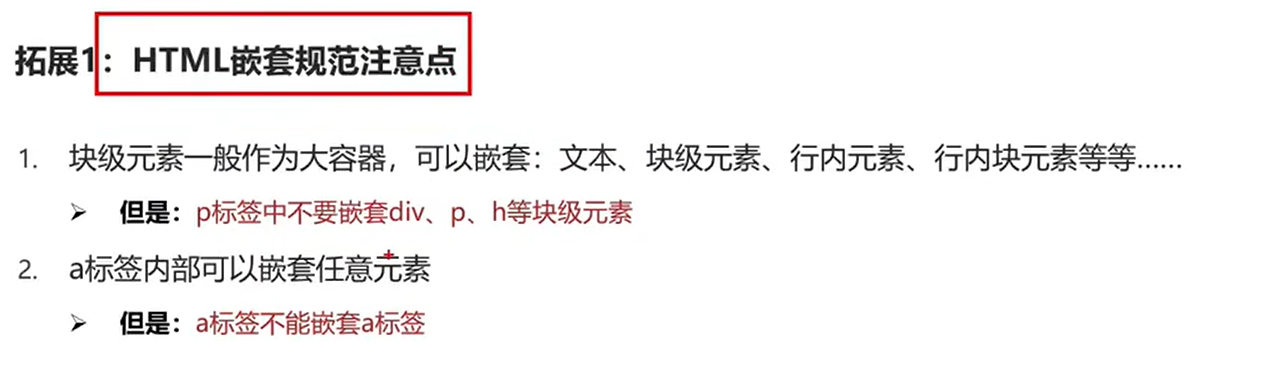 拓展1：HTML嵌套规范注意点
1. 块级元素一般作为大容器，可以嵌套：文本、块级元素、行内元素、行内块元素等等……
➢ 但是：p标签中不要嵌套div、p、h等块级元素
2. a标签内部可以嵌套任意元素
➢ 但是：a标签不能嵌套a标签